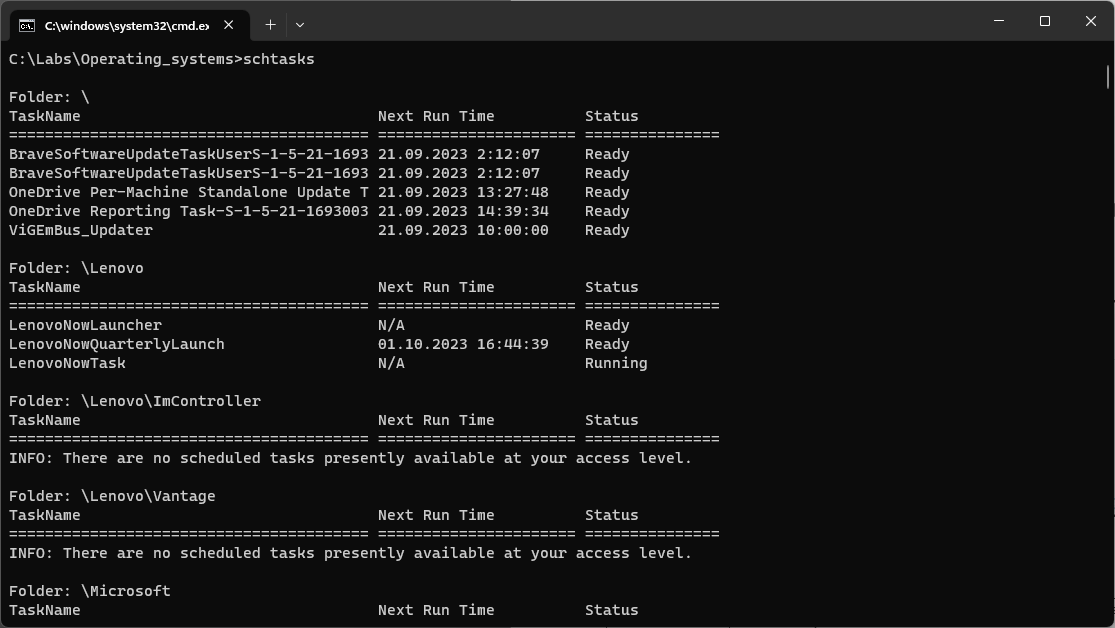 C:\windows\system32\cmd.ex
C:\Labs\Operating_systems>schtasks
Folder: \
TaskName                                 Next Run Time          Status
======================================== ====================== ===============
BraveSoftwareUpdateTaskUserS-1-5-21-1693 21.09.2023 2:12:07     Ready
BraveSoftwareUpdateTaskUserS-1-5-21-1693 21.09.2023 2:12:07     Ready
OneDrive Per-Machine Standalone Update T 21.09.2023 13:27:48    Ready
OneDrive Reporting Task-S-1-5-21-1693003 21.09.2023 14:39:34    Ready
ViGEmBus_Updater                         21.09.2023 10:00:00    Ready
Folder: \Lenovo
TaskName                                 Next Run Time          Status
======================================== ====================== ===============
LenovoNowLauncher                        N/A                    Ready
LenovoNowQuarterlyLaunch                 01.10.2023 16:44:39    Ready
LenovoNowTask                            N/A                    Running
Folder: \Lenovo\ImController
TaskName                                 Next Run Time          Status
======================================== ====================== ===============
INFO: There are no scheduled tasks presently available at your access level.
Folder: \Lenovo\Vantage
TaskName                                 Next Run Time          Status
======================================== ====================== ===============
INFO: There are no scheduled tasks presently available at your access level.
Folder: \Microsoft
TaskName                                 Next Run Time          Status